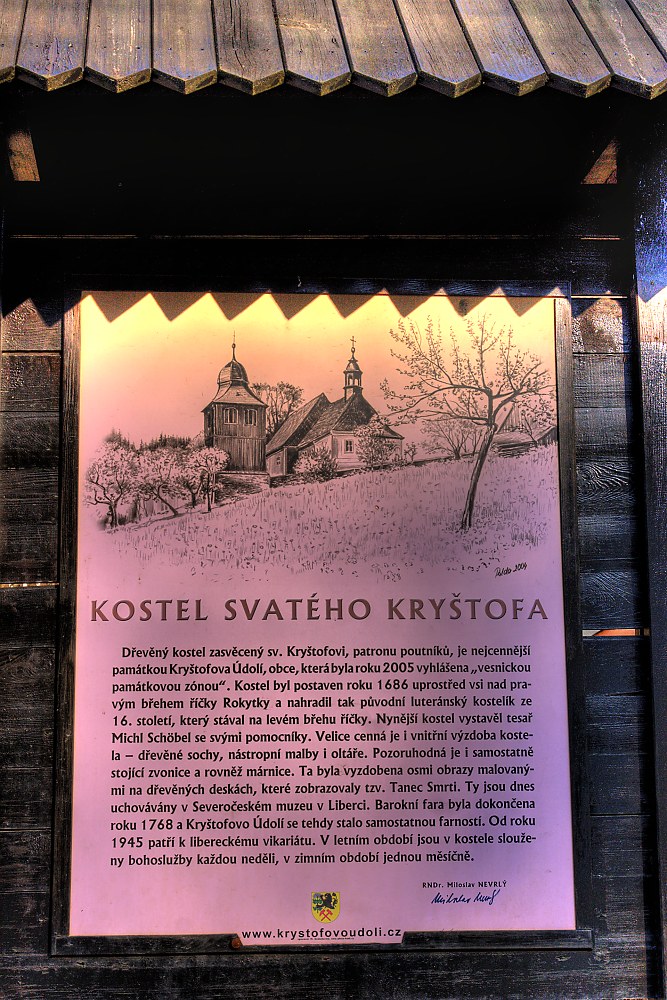 Poldo 2004
KOSTEL SVATÉHO KRYŠTOFA
Dřevěný kostel zasvěcený sv. Kryštofovi, patronu poutníků, je nejcennější
památkou Kryštofova Údolí, obce, která byla roku 2005 vyhlášena „vesnickou
památkovou zónou“. Kostel byl postaven roku 1686 uprostřed vsi nad pra-
vým břehem říčky Rokytky a nahradil tak původní luteránský kostelík ze
16. století, který stával na levém břehu říčky. Nynější kostel vystavěl tesař
Michl Schöbel se svými pomocníky. Velice cenná je i vnitřní výzdoba koste-
la – dřevěné sochy, nástropní malby i oltáře. Pozoruhodná je i samostatně
stojící zvonice a rovněž márnice. Ta byla vyzdobena osmi obrazy malovaný-
mi na dřevěných deskách, které zobrazovaly tzv. Tanec Smrti. Ty jsou dnes
uchovávány v Severočeském muzeu v Liberci. Barokní fara byla dokončena
roku 1768 a Kryštofovo Údolí se tehdy stalo samostatnou farností. Od roku
1945 patří k libereckému vikariátu. V letním období jsou v kostele slouže-
ny bohoslužby každou neděli, v zimním období jednou měsíčně.
RNDr. Miloslav NEVRLÝ
Miloslav Nevrlý
www.krystofovoudoli.cz